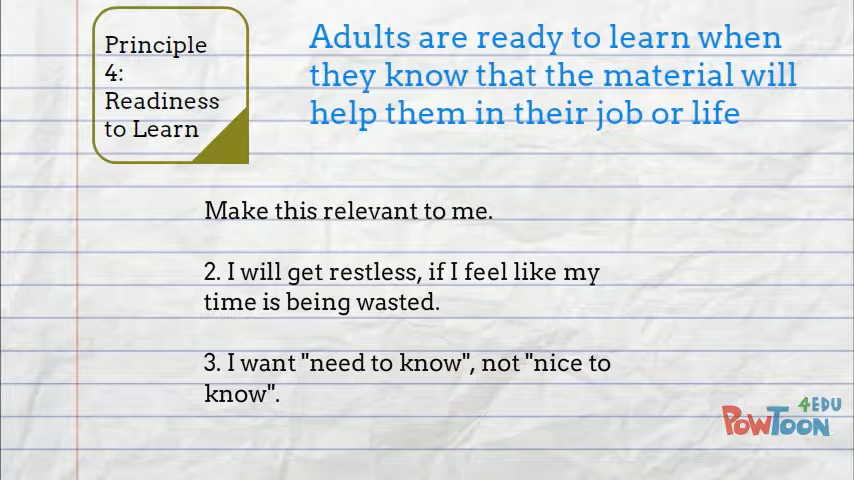 Principle
4:
Readiness
to Learn
Adults are ready to learn when
they know that the material will
help them in their job or life
Make this relevant to me.
2. I will get restless, if I feel like my
time is being wasted.
3. I want "need to know", not "nice to
know".
4EDU
POWTOON